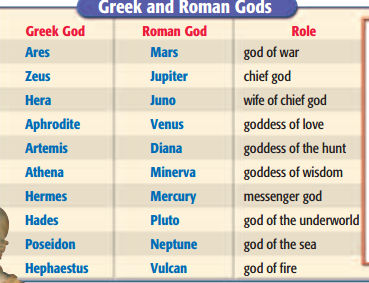 Greek and Roman Gods
Greek God Roman God Role
Ares Mars god of war
Zeus Jupiter chief god
Hera Juno wife of chief god
Aphrodite Venus goddess of love
Artemis Diana goddess of the hunt
Athena Minerva goddess of wisdom
Hermes Mercury messenger god
Hades Pluto god of the underworld
Poseidon Neptune god of the sea
Hephaestus Vulcan god of fire